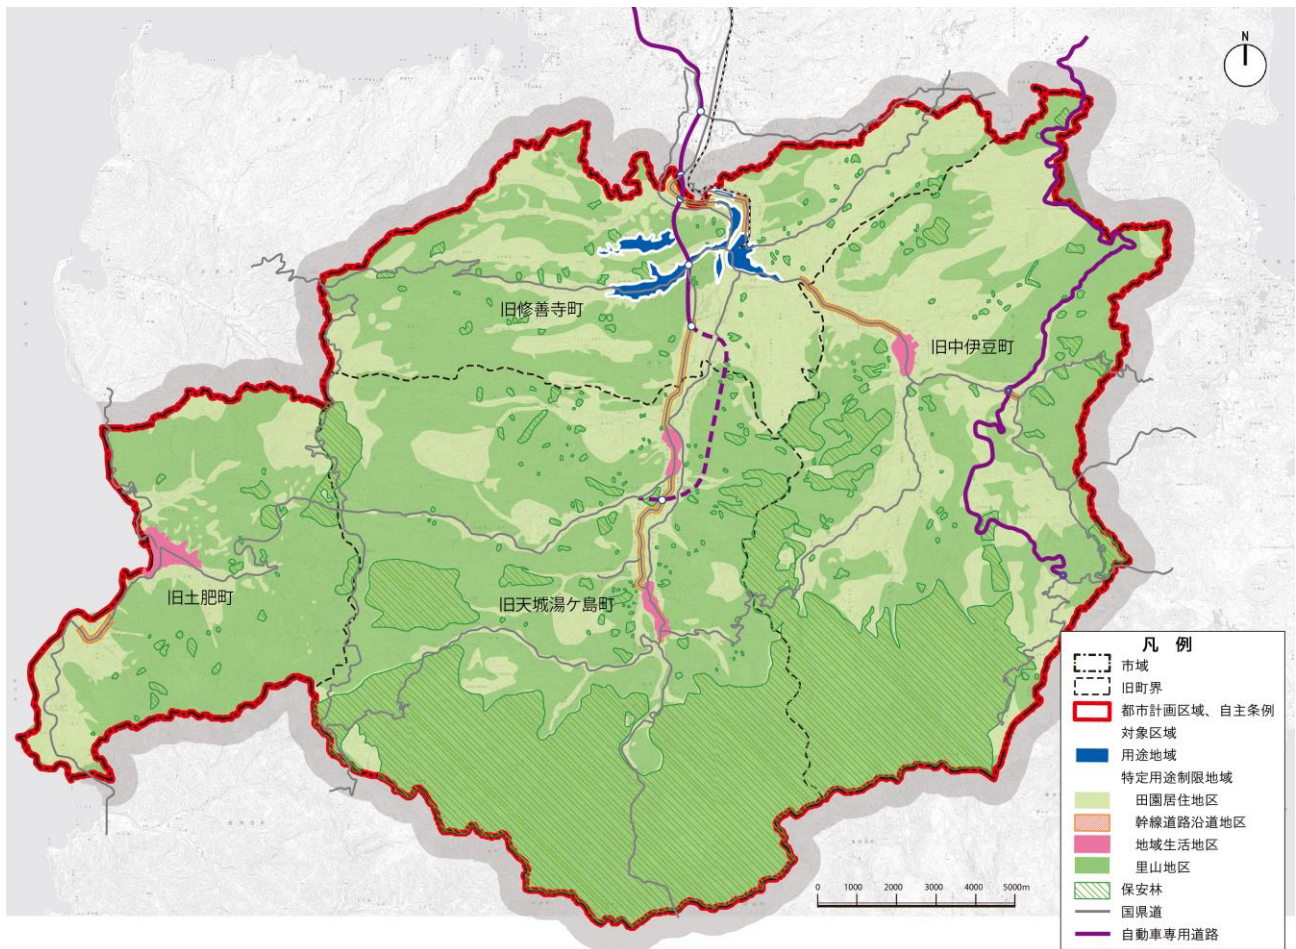 N
旧修善寺町
旧中伊豆町
旧土肥町
旧天城湯ケ島町
凡 例
市域
旧町界
都市計画区域、自主条例
対象区域
用途地域
特定用途制限地域
田園居住地区
幹線道路沿道地区
地域生活地区
里山地区
保安林
国県道
自動車専用道路
0 1000 2000 3000 4000 5000m